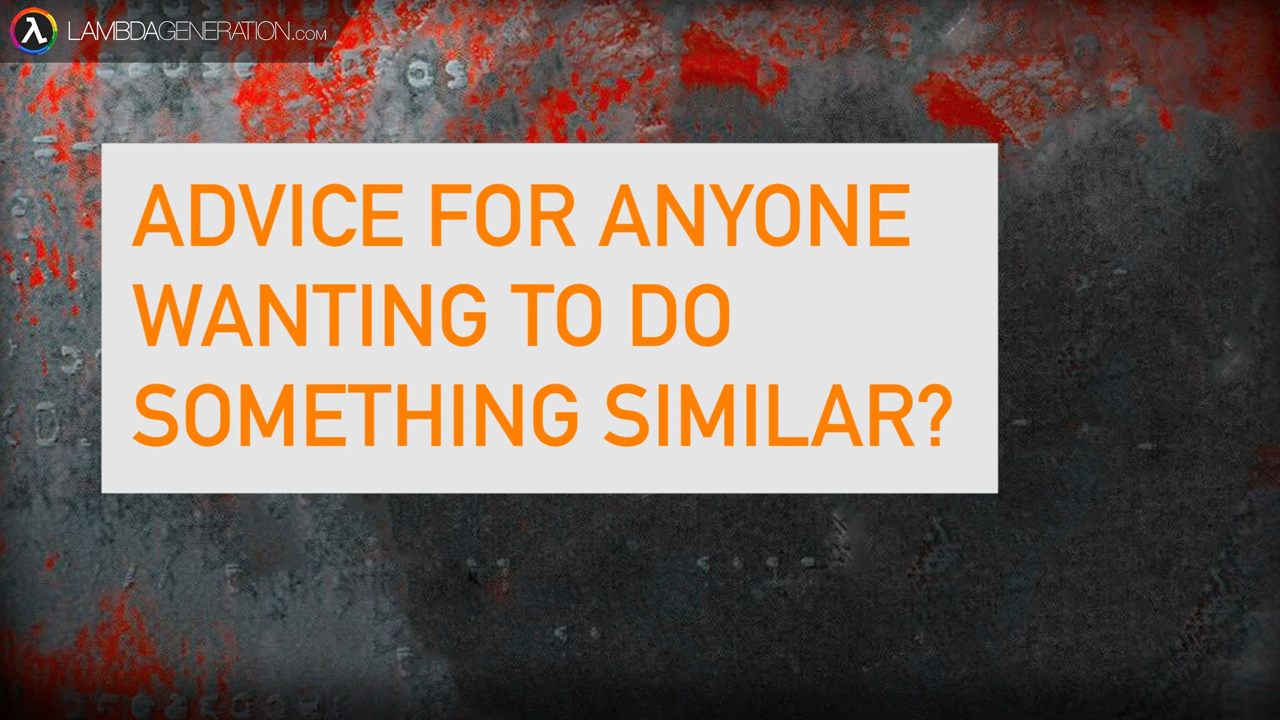 LAMBDAGENERATION.COM
ADVICE FOR ANYONE
WANTING TO DO
SOMETHING SIMILAR?